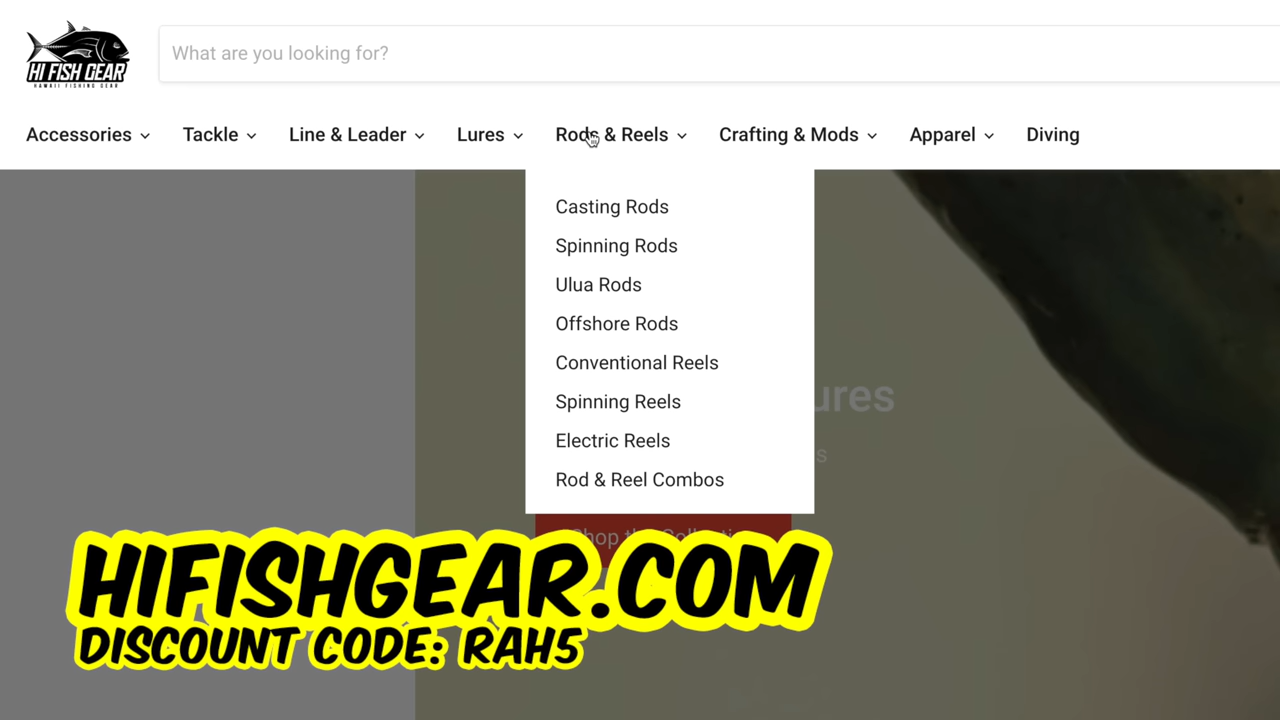 HI FISH GEAR
HAWAII FISHING GEAR
What are you looking for?
Accessories Tackle Line & Leader Lures Rods & Reels Crafting & Mods Apparel Diving
Casting Rods
Spinning Rods
Ulua Rods
Offshore Rods
Conventional Reels
Spinning Reels
Electric Reels
Rod & Reel Combos
HIFISHGEAR.COM
DISCOUNT CODE: RAH5